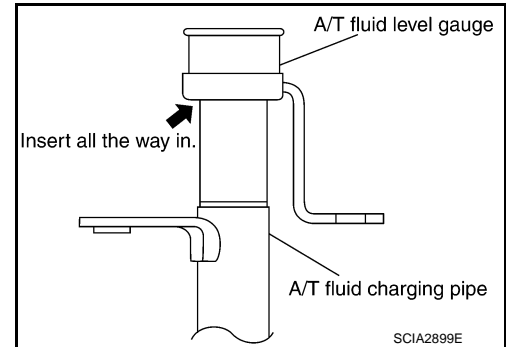 A/T fluid level gauge
Insert all the way in.
A/T fluid charging pipe
SCIA2899E